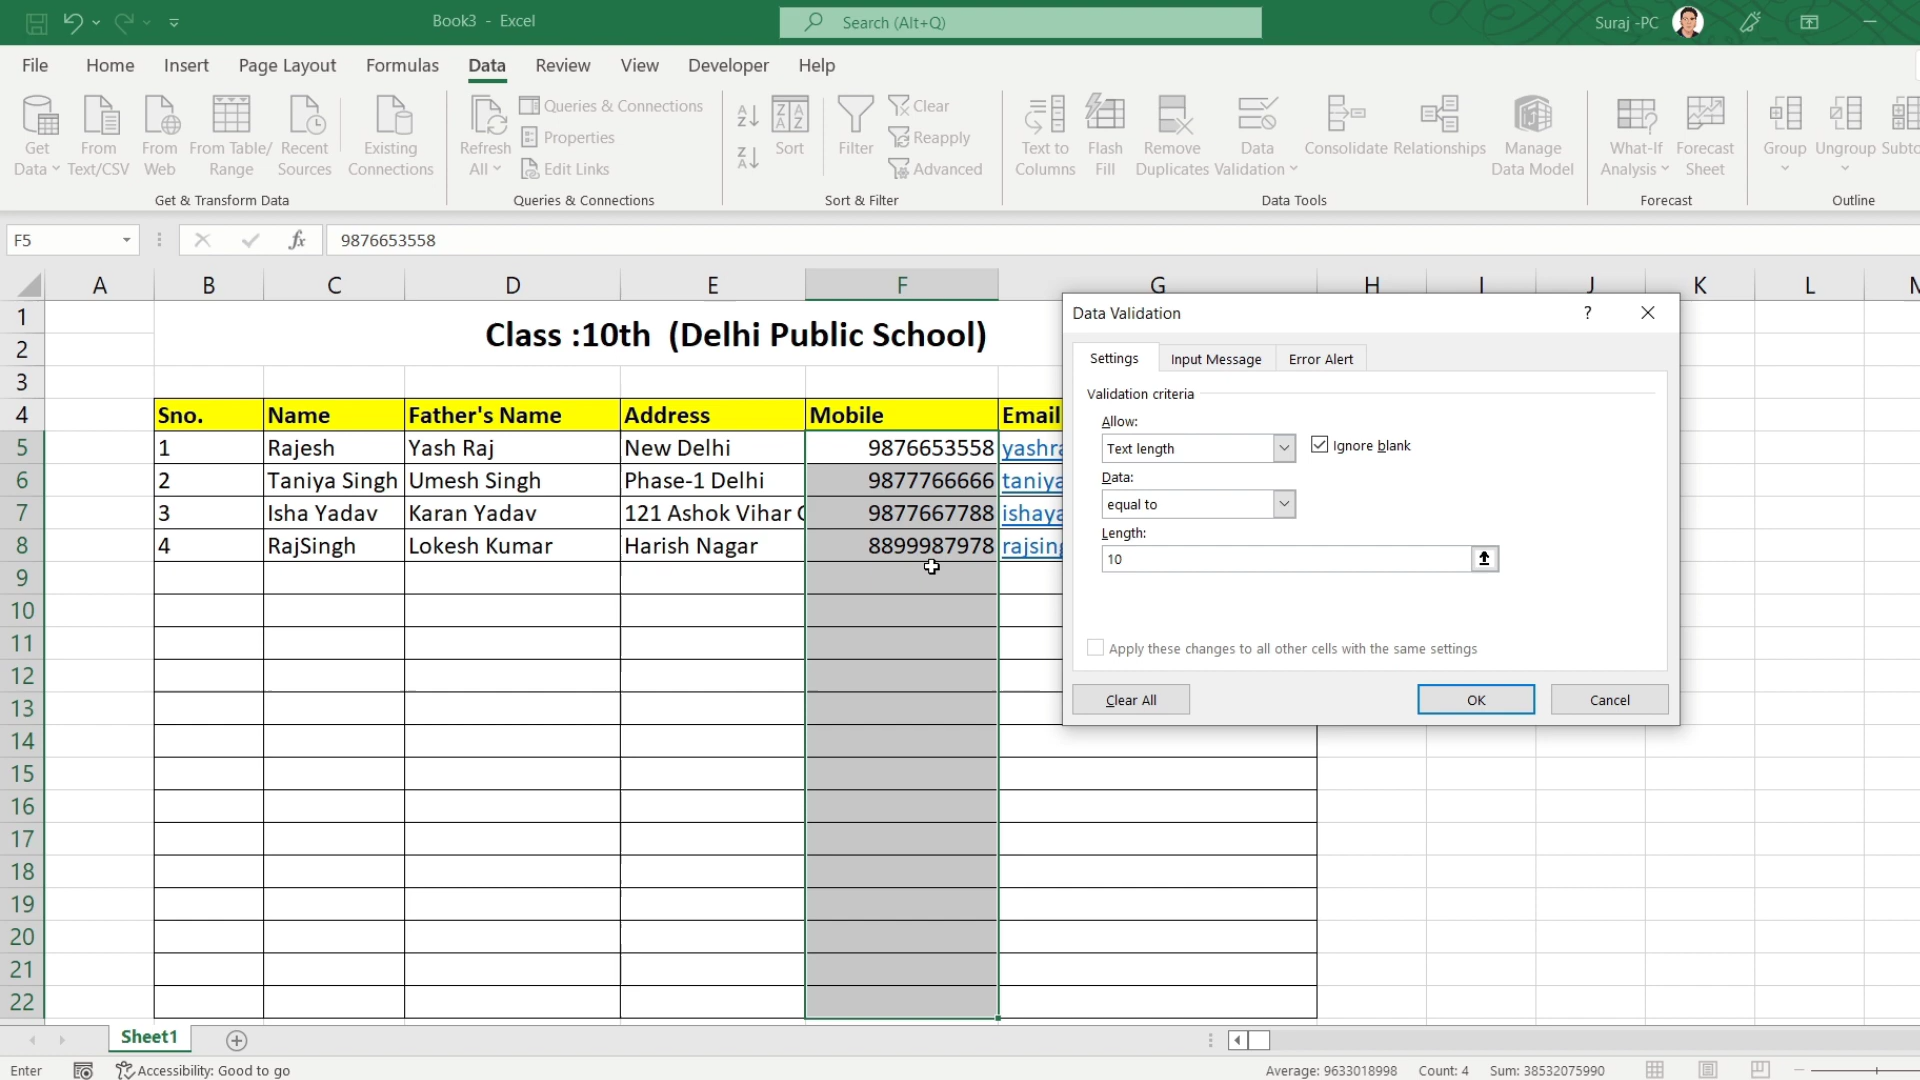 Book3 - Excel
Search (Alt+Q)
Suraj -PC
File Home Insert Page Layout Formulas Data Review View Developer Help
Get Data
From Text/CSV
From Web
From Table/ Range
Recent Sources
Existing Connections
Get & Transform Data
Refresh All
Queries & Connections
Properties
Edit Links
Queries & Connections
Sort
Filter
Clear
Reapply
Advanced
Sort & Filter
Text to Columns
Flash Fill
Remove Duplicates
Data Validation
Consolidate
Relationships
Manage Data Model
Data Tools
What-If Analysis
Forecast Sheet
Forecast
Group
Ungroup
Outline
F5 fx 9876653558
A B C D E F G H I J K L
1
2 Class :10th (Delhi Public School)
3
4 Sno. Name Father's Name Address Mobile Email
5 1 Rajesh Yash Raj New Delhi 9876653558
6 2 Taniya Singh Umesh Singh Phase-1 Delhi 9877766666
7 3 Isha Yadav Karan Yadav 121 Ashok Vihar 9877667788
8 4 RajSingh Lokesh Kumar Harish Nagar 8899987978
9
10
11
12
13
14
15
16
17
18
19
20
21
22
Data Validation ?
Settings Input Message Error Alert
Validation criteria
Allow:
Text length Ignore blank
Data:
equal to
Length:
10
Apply these changes to all other cells with the same settings
Clear All OK Cancel
Sheet1
Enter Accessibility: Good to go Average: 9633018998 Count: 4 Sum: 38532075990